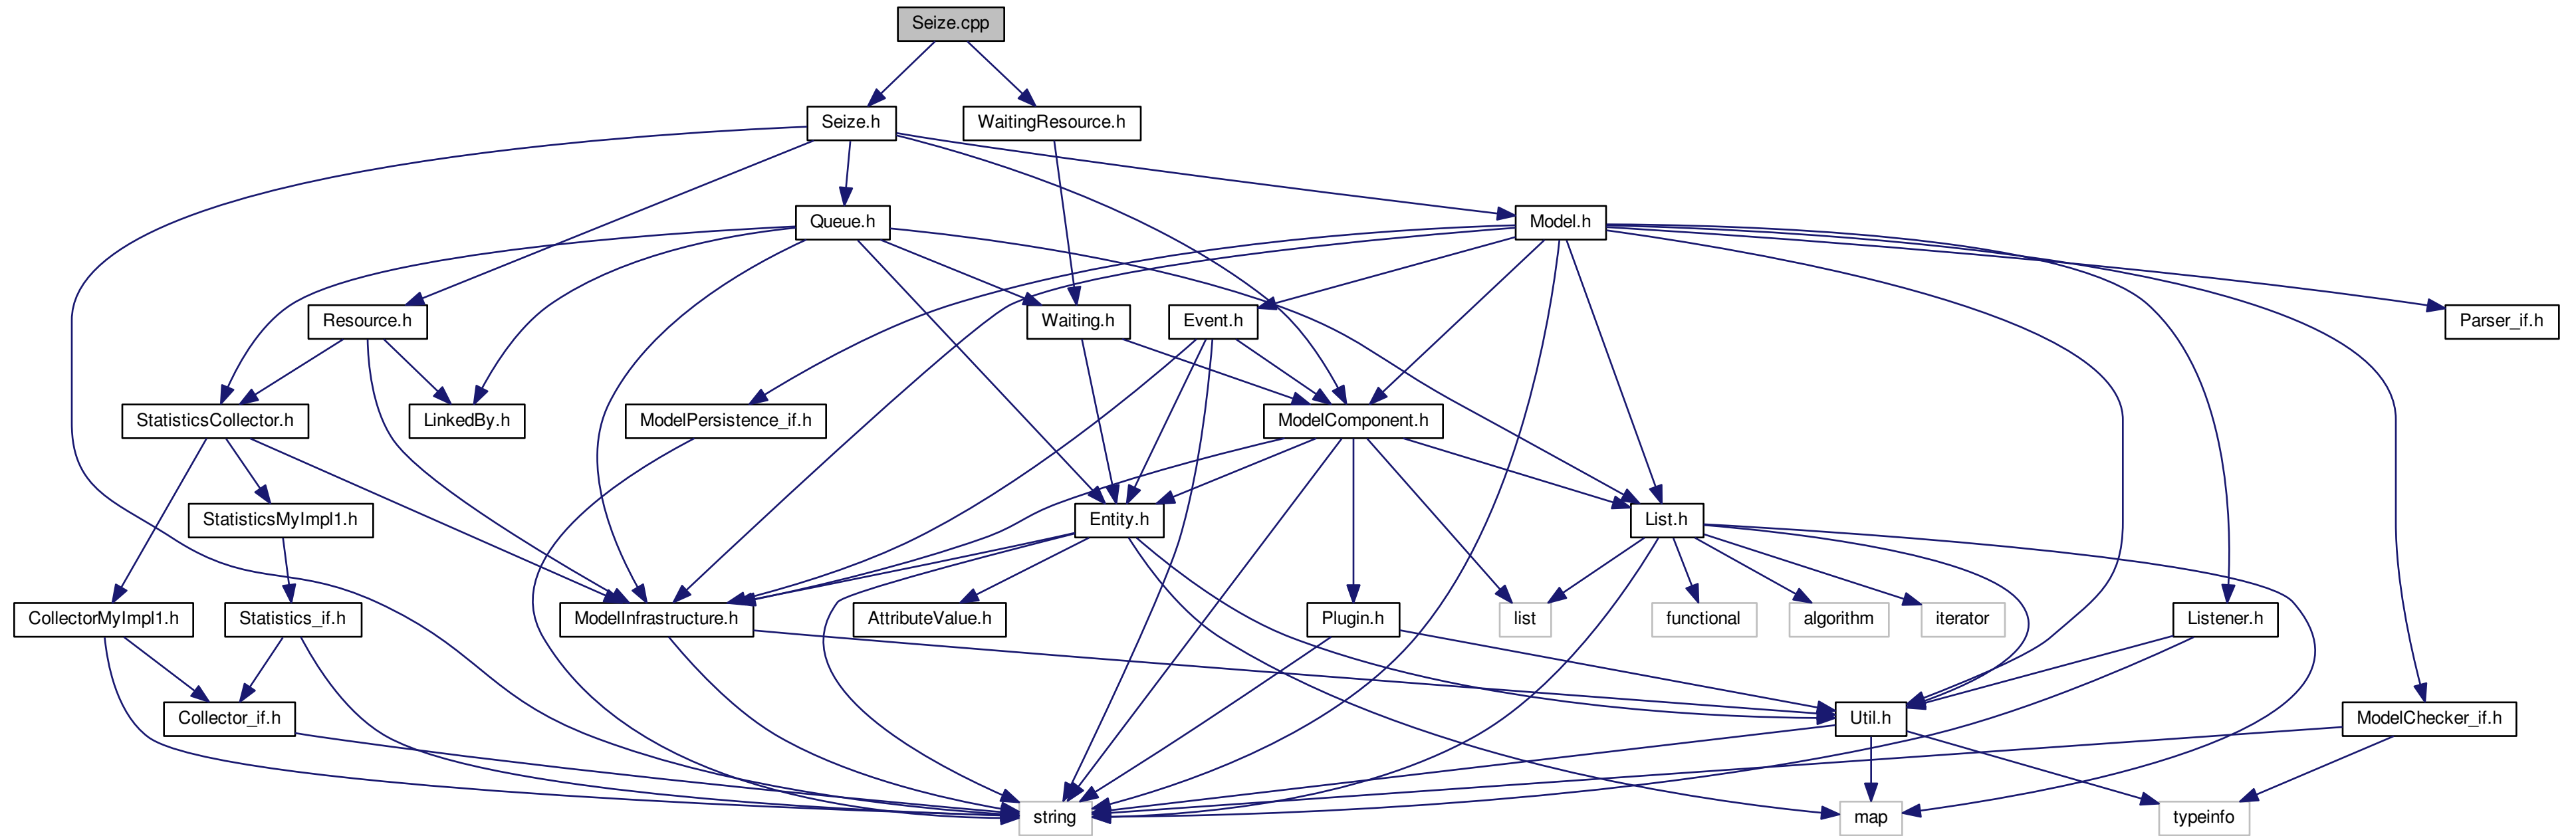 Seize.cpp
Seize.h
WaitingResource.h
Queue.h
Model.h
Resource.h
Waiting.h
Event.h
Parser_if.h
StatisticsCollector.h
LinkedBy.h
ModelPersistence_if.h
ModelComponent.h
StatisticsMyImpl1.h
Entity.h
List.h
CollectorMyImpl1.h
Statistics_if.h
ModelInfrastructure.h
AttributeValue.h
Plugin.h
list
functional
algorithm
iterator
Listener.h
Collector_if.h
Util.h
ModelChecker_if.h
string
map
typeinfo